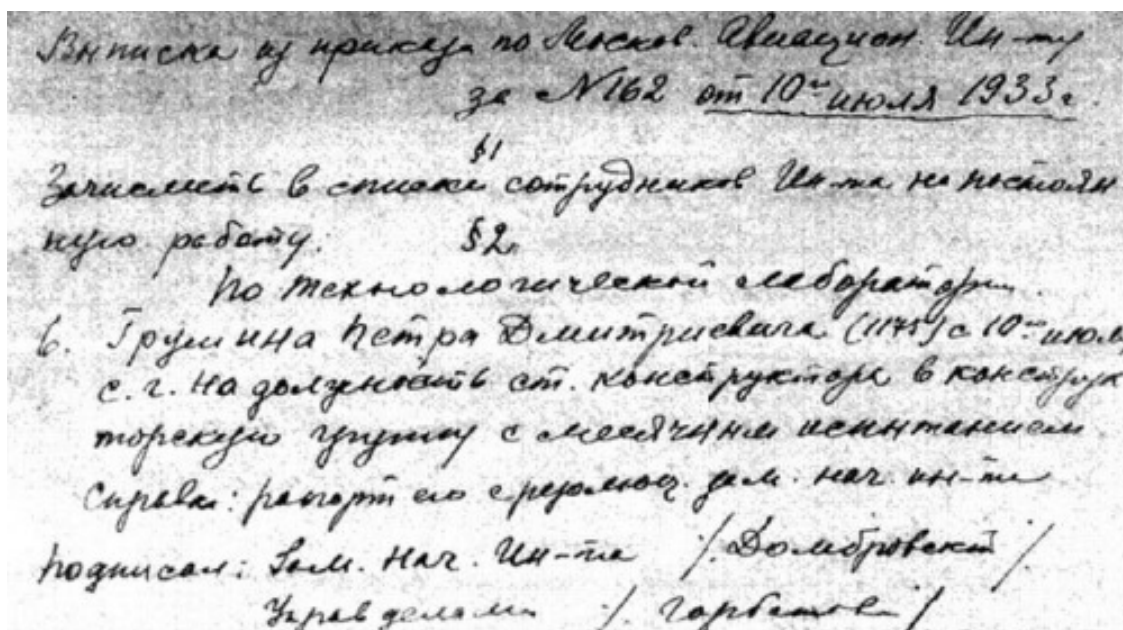 Выписка из приказа по Москов. Авиацион. Ин-ту
за №162 от 10го июля 1933 г.
§1
Зачислить в списки сотрудников Ин-та на постоян
ную работу.
§2.
По технологической лаборатории
6. Грушина Петра Дмитриевича (1175) с 10го июля
с.г. на должность ст. конструктора в конструк
торскую группу с месячным испытанием
Справка: рапорт его с резолюц. зам. нач. ин-та
Подписал: Зам. Нач. Ин-та /Домбровский/
Управделами /Горбатов/